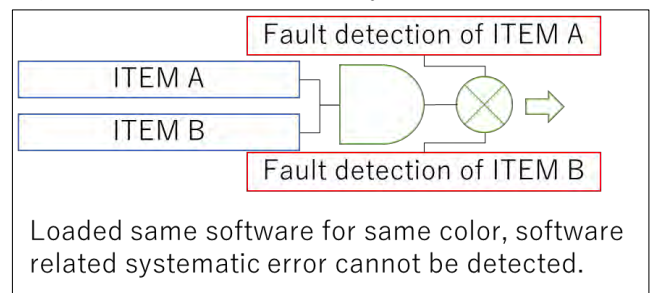 Fault detection of ITEM A
ITEM A
ITEM B
Fault detection of ITEM B
Loaded same software for same color, software
related systematic error cannot be detected.